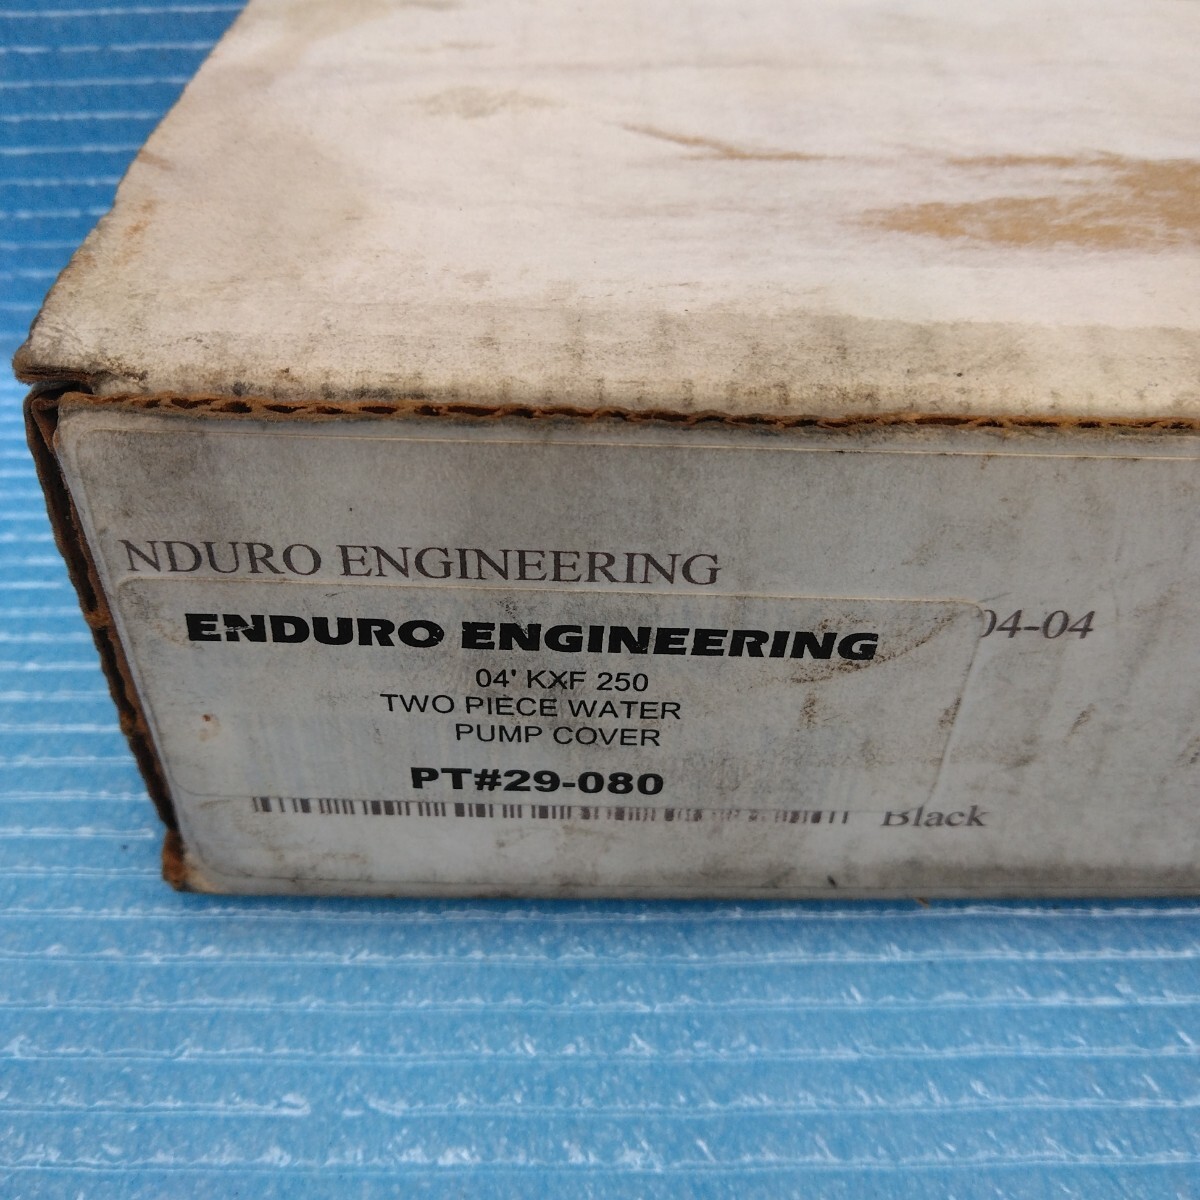 NDURO ENGINEERING
04-04
ENDURO ENGINEERING
04' KXF 250
TWO PIECE WATER
PUMP COVER
PT#29-080
Black